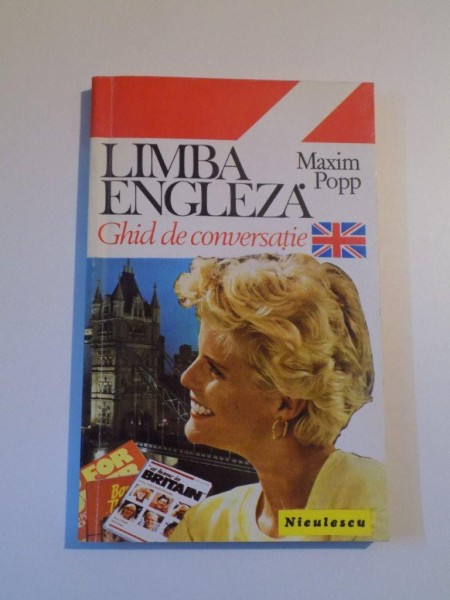 LIMBA
ENGLEZĂ
Maxim
Popp
Ghid de conversație
FOR
BRITAIN
Niculescu